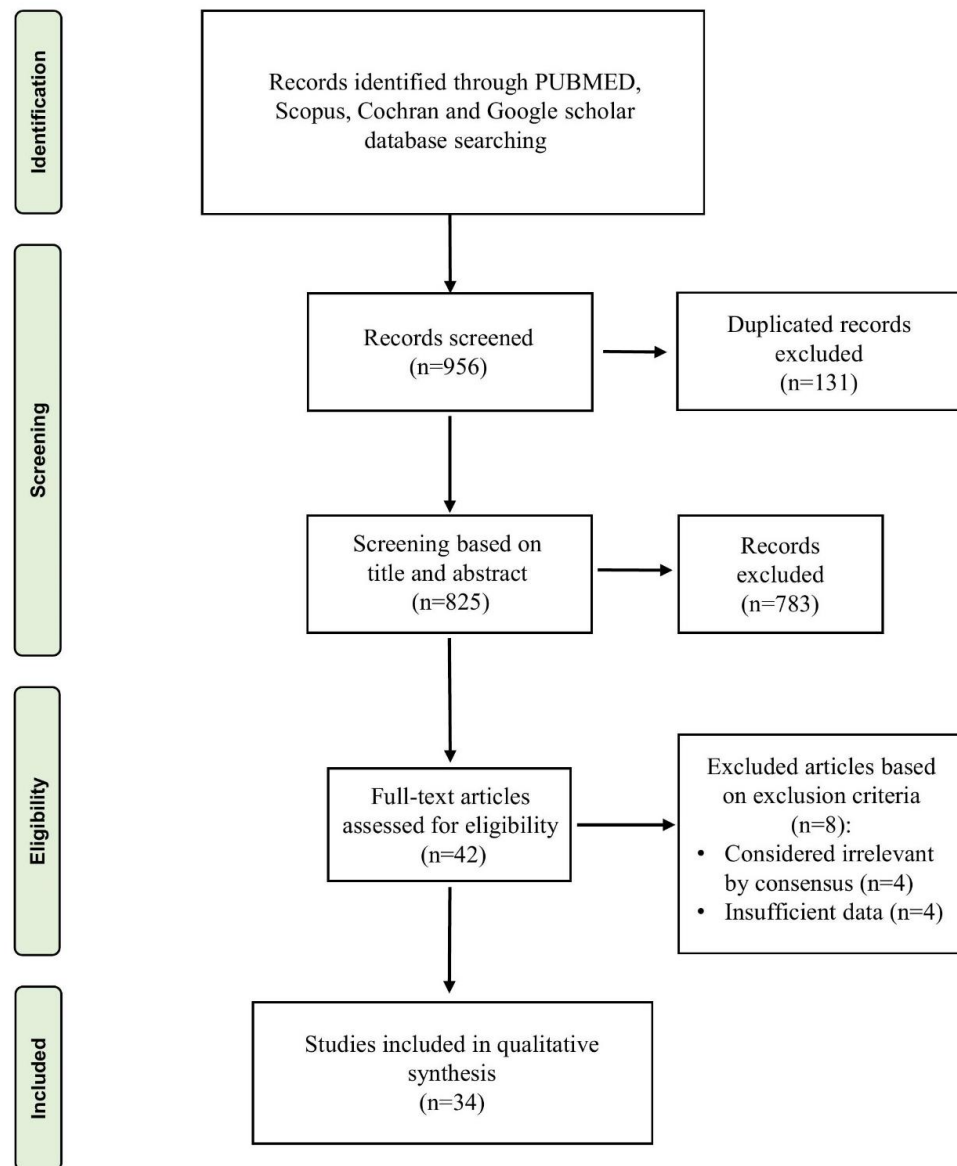 Identification
Records identified through PUBMED,
Scopus, Cochran and Google scholar
database searching
Screening
Records screened
(n=956)
Duplicated records
excluded
(n=131)
Screening based on
title and abstract
(n=825)
Records
excluded
(n=783)
Eligibility
Full-text articles
assessed for eligibility
(n=42)
Excluded articles based
on exclusion criteria
(n=8):
• Considered irrelevant
by consensus (n=4)
• Insufficient data (n=4)
Included
Studies included in qualitative
synthesis
(n=34)